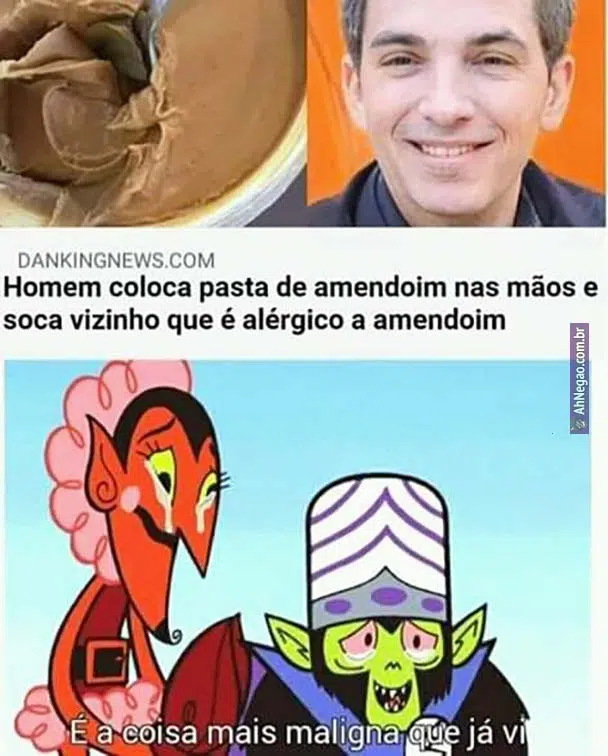 DANKINGNEWS.COM
Homem coloca pasta de amendoim nas mãos e
soca vizinho que é alérgico a amendoim
AhNegao.com.br
É a coisa mais maligna que já vi